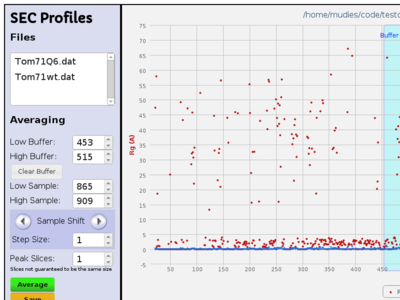 SEC Profiles
Files
Tom71Q6.dat
Tom71wt.dat
Averaging
Low Buffer: 453
High Buffer: 515
Clear Buffer
Low Sample: 865
High Sample: 909
Sample Shift
Step Size: 1
Peak Slices: 1
Slices not guaranteed to be the same size
Average
Save
/home/mudies/code/testd
Buffer
Rg (A)
75
70
65
60
55
50
45
40
35
30
25
20
15
10
5
0
-5
50
100
150
200
250
300
350
400
450